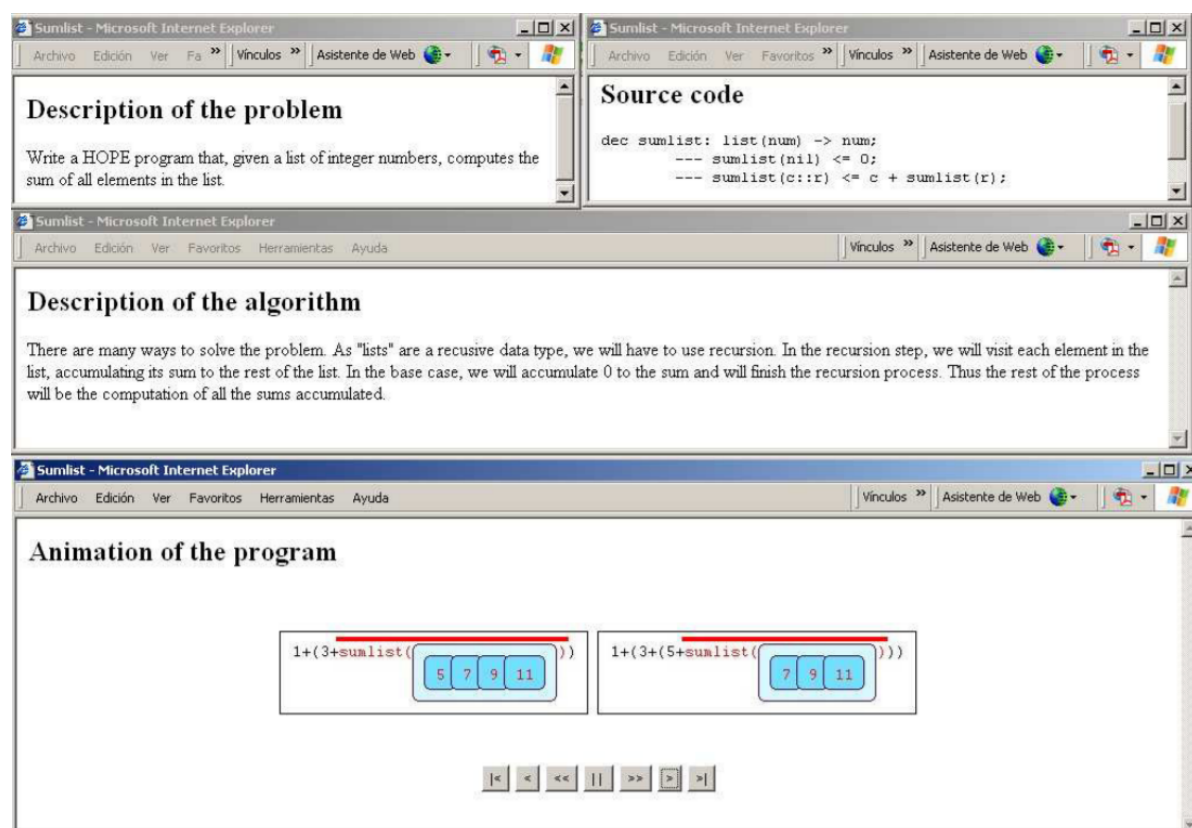 Sumlist - Microsoft Internet Explorer
Archivo Edición Ver Fa » Vínculos » Asistente de Web
Description of the problem
Write a HOPE program that, given a list of integer numbers, computes the
sum of all elements in the list.
Sumlist - Microsoft Internet Explorer
Archivo Edición Ver Favoritos » Vínculos » Asistente de Web
Source code
dec sumlist: list(num) -> num;
--- sumlist(nil) <= 0;
--- sumlist(c::r) <= c + sumlist(r);
Sumlist - Microsoft Internet Explorer
Archivo Edición Ver Favoritos Herramientas Ayuda Vínculos » Asistente de Web
Description of the algorithm
There are many ways to solve the problem. As "lists" are a recusive data type, we will have to use recursion. In the recursion step, we will visit each element in the
list, accumulating its sum to the rest of the list. In the base case, we will accumulate 0 to the sum and will finish the recursion process. Thus the rest of the process
will be the computation of all the sums accumulated.
Sumlist - Microsoft Internet Explorer
Archivo Edición Ver Favoritos Herramientas Ayuda Vínculos » Asistente de Web
Animation of the program
1+(3+sumlist( 5 7 9 11 ))
1+(3+(5+sumlist( 7 9 11 )))
|< < << || >> > >|